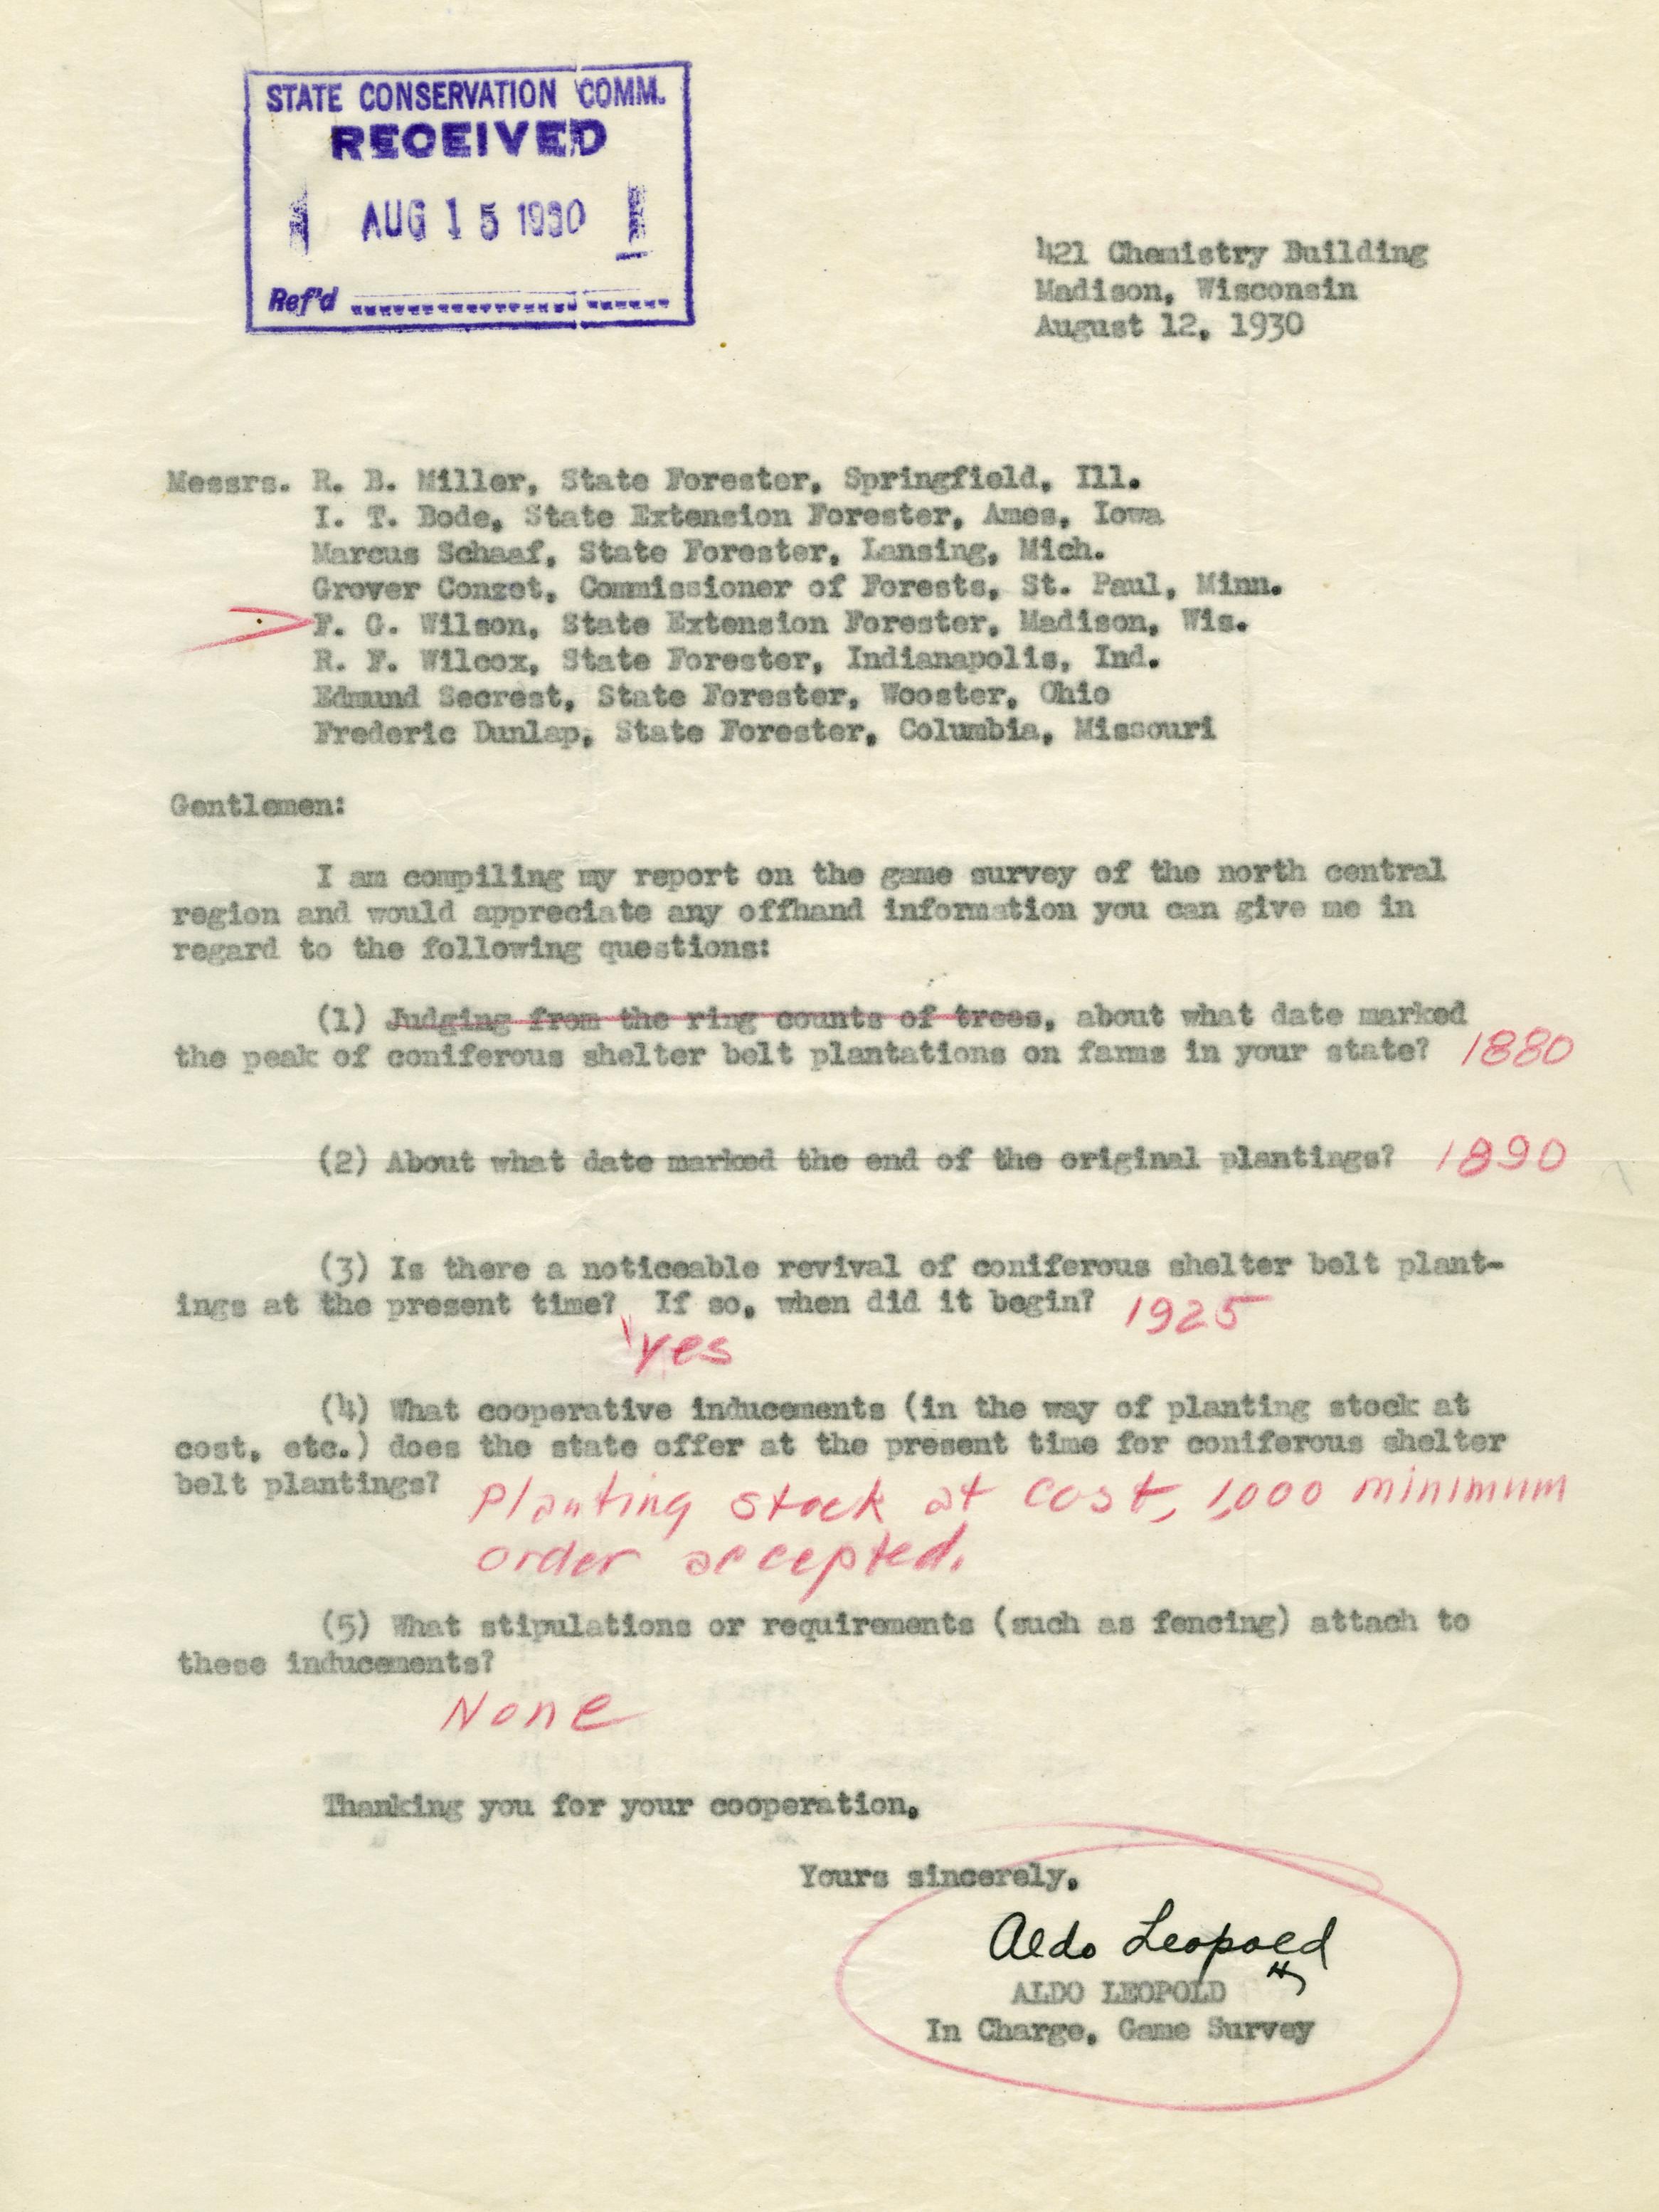 STATE CONSERVATION COMM.
RECEIVED
AUG 15 1930
Ref'd
421 Chemistry Building
Madison, Wisconsin
August 12, 1930
Messrs. R. B. Miller, State Forester, Springfield, Ill.
I. T. Bode, State Extension Forester, Ames, Iowa
Marcus Schaaf, State Forester, Lansing, Mich.
Grover Conzet, Commissioner of Forests, St. Paul, Minn.
F. G. Wilson, State Extension Forester, Madison, Wis.
R. F. Wilcox, State Forester, Indianapolis, Ind.
Edmund Secrest, State Forester, Wooster, Ohio
Frederic Dunlap, State Forester, Columbia, Missouri
Gentlemen:
I am compiling my report on the game survey of the north central
region and would appreciate any offhand information you can give me in
regard to the following questions:
(1) Judging from the ring counts of trees, about what date marked
the peak of coniferous shelter belt plantations on farms in your state? 1880
(2) About what date marked the end of the original plantings? 1890
(3) Is there a noticeable revival of coniferous shelter belt plant-
ings at the present time? If so, when did it begin? 1925
yes
(4) What cooperative inducements (in the way of planting stock at
cost, etc.) does the state offer at the present time for coniferous shelter
belt plantings? Planting stock at cost, 1,000 minimum
order accepted.
(5) What stipulations or requirements (such as fencing) attach to
these inducements?
None
Thanking you for your cooperation,
Yours sincerely,
Aldo Leopold
ALDO LEOPOLD
In Charge, Game Survey